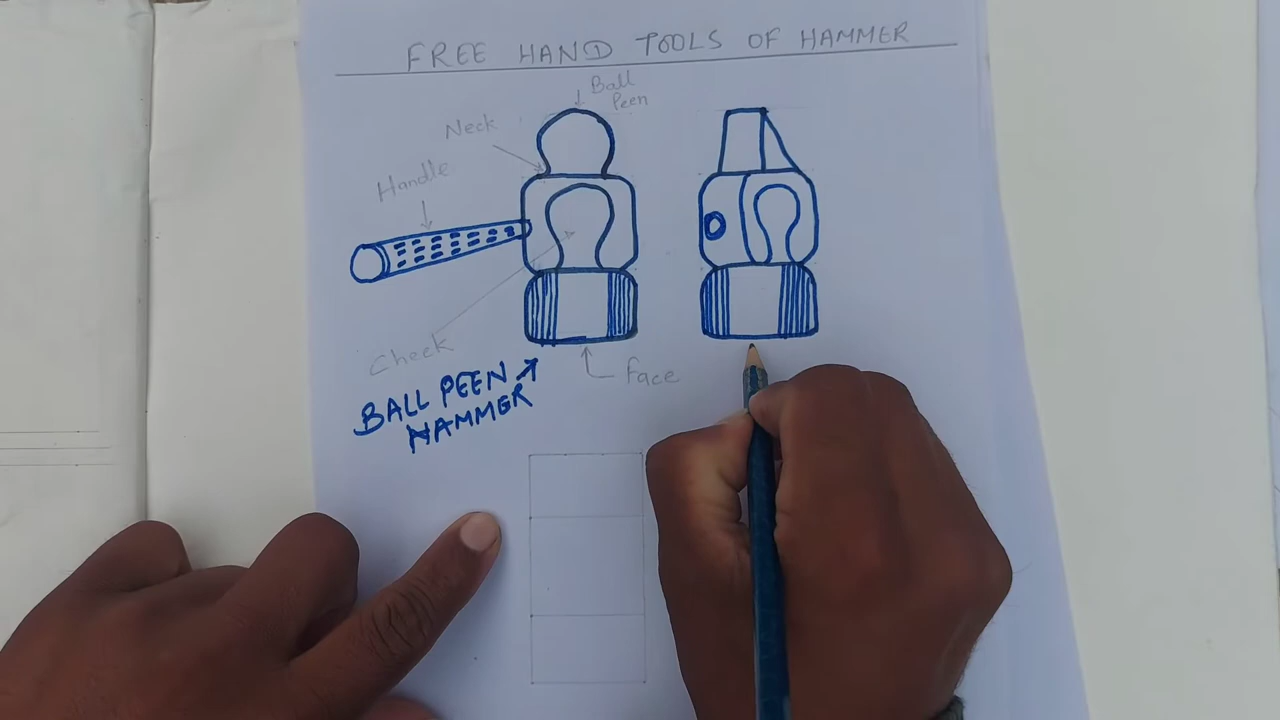 FREE HAND TOOLS OF HAMMER
Ball
Peen
Neck
Handle
Cheek
Face
BALL PEEN
HAMMER